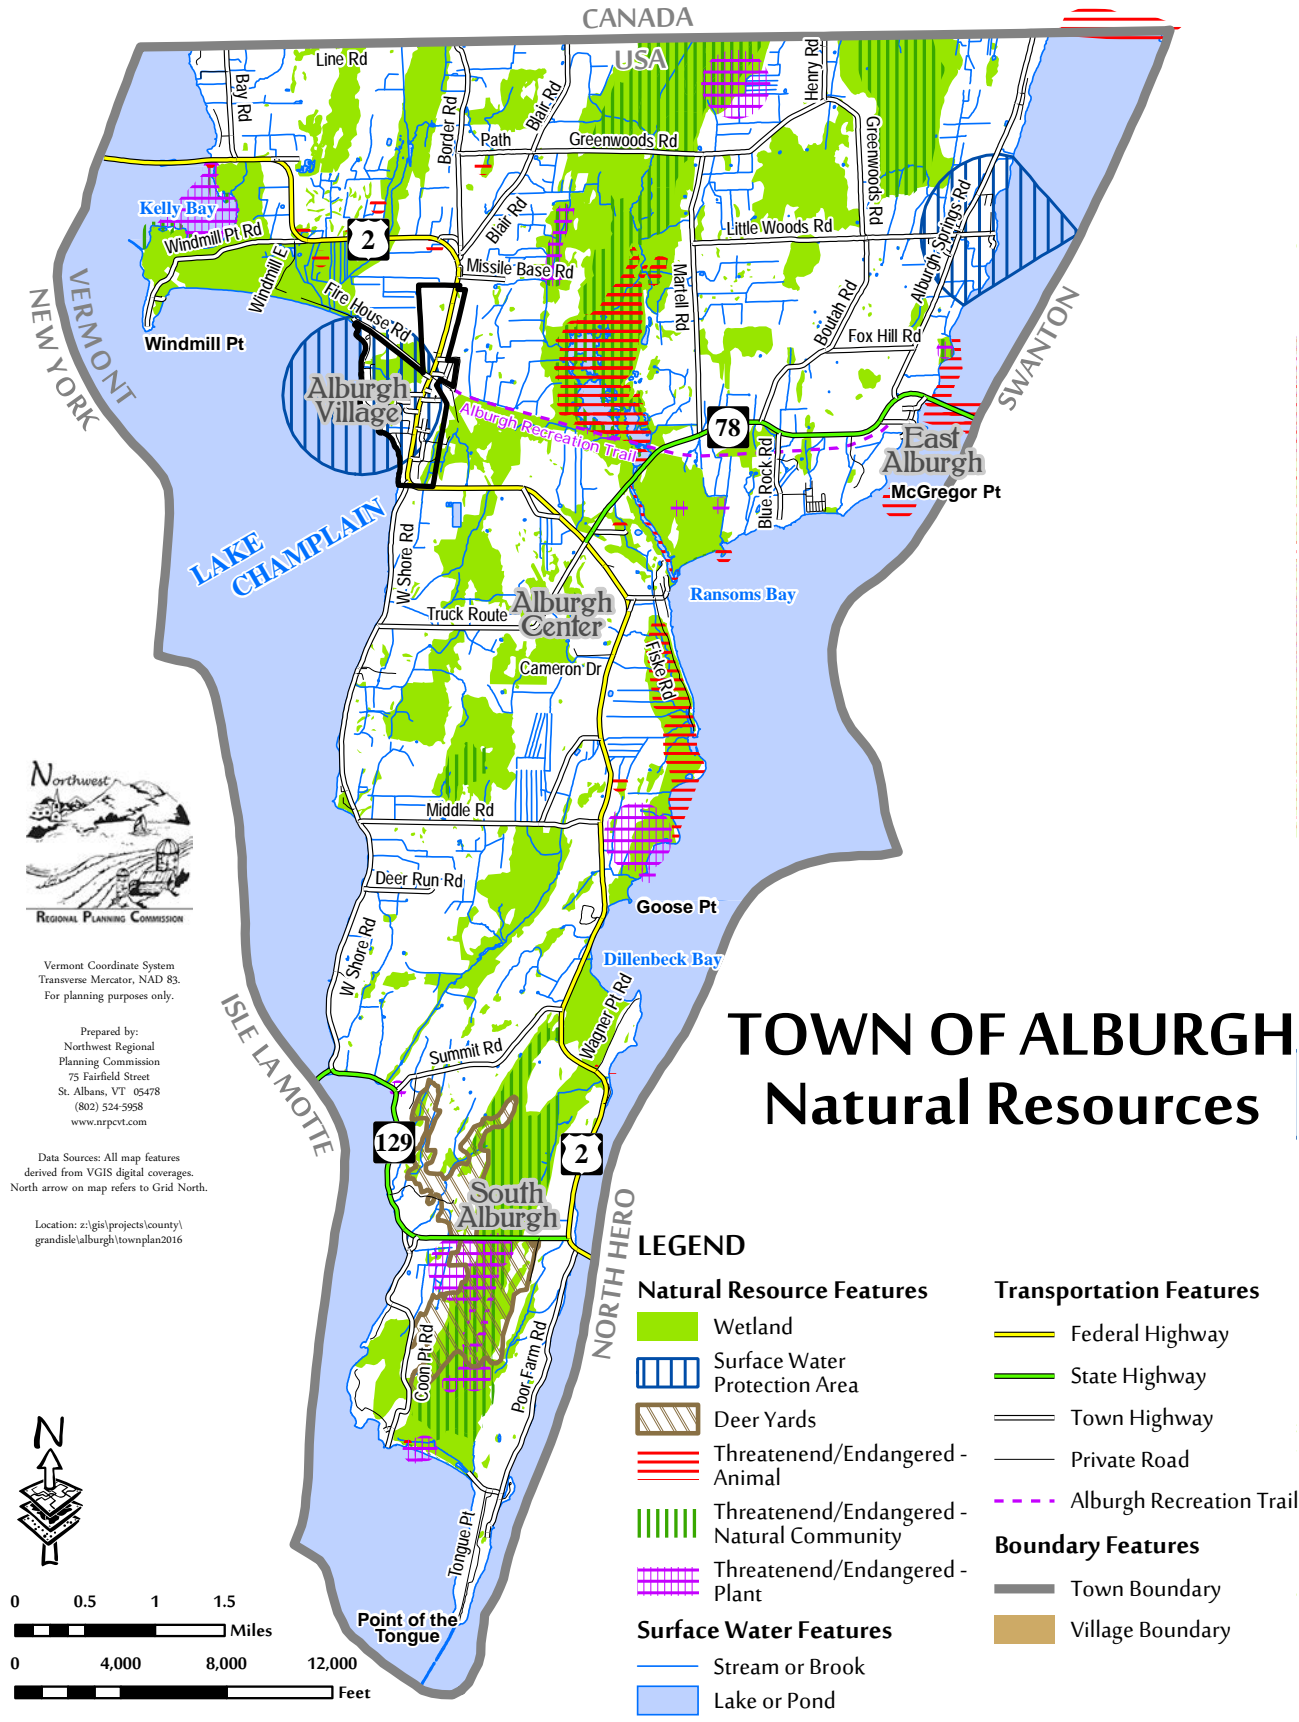 CANADA
USA
Line Rd
Bay Rd
Border Rd
Blair Rd
Henry Rd
Path
Greenwoods Rd
Greenwoods Rd
Kelly Bay
Windmill Pt Rd
Windmill E
2
Blair Rd
Little Woods Rd
Alburgh Springs Rd
Missile Base Rd
Martell Rd
VERMONT
NEW YORK
Fire House Rd
Boutah Rd
Fox Hill Rd
SWANTON
Windmill Pt
Alburgh
Village
Alburgh Recreation Trail
78
East
Alburgh
McGregor Pt
Blue Rock Rd
LAKE
CHAMPLAIN
W Shore Rd
Ransoms Bay
Alburgh
Center
Truck Route
Cameron Dr
Fiske Rd
Middle Rd
Deer Run Rd
Goose Pt
W Shore Rd
Dillenbeck Bay
Wagner Pt Rd
ISLE LA MOTTE
Summit Rd
129
2
South
Alburgh
NORTH HERO
Coon Pt Rd
Poor Farm Rd
Tongue Pt
Point of the
Tongue
Northwest
REGIONAL PLANNING COMMISSION
Vermont Coordinate System
Transverse Mercator, NAD 83.
For planning purposes only.
Prepared by:
Northwest Regional
Planning Commission
75 Fairfield Street
St. Albans, VT 05478
(802) 524-5958
www.nrpcvt.com
Data Sources: All map features
derived from VGIS digital coverages.
North arrow on map refers to Grid North.
Location: z:\gis\projects\county\
grandisle\alburgh\townplan2016
N
0 0.5 1 1.5
Miles
0 4,000 8,000 12,000
Feet
TOWN OF ALBURGH
Natural Resources
LEGEND
Natural Resource Features
Wetland
Surface Water
Protection Area
Deer Yards
Threatenend/Endangered -
Animal
Threatenend/Endangered -
Natural Community
Threatenend/Endangered -
Plant
Surface Water Features
Stream or Brook
Lake or Pond
Transportation Features
Federal Highway
State Highway
Town Highway
Private Road
Alburgh Recreation Trail
Boundary Features
Town Boundary
Village Boundary